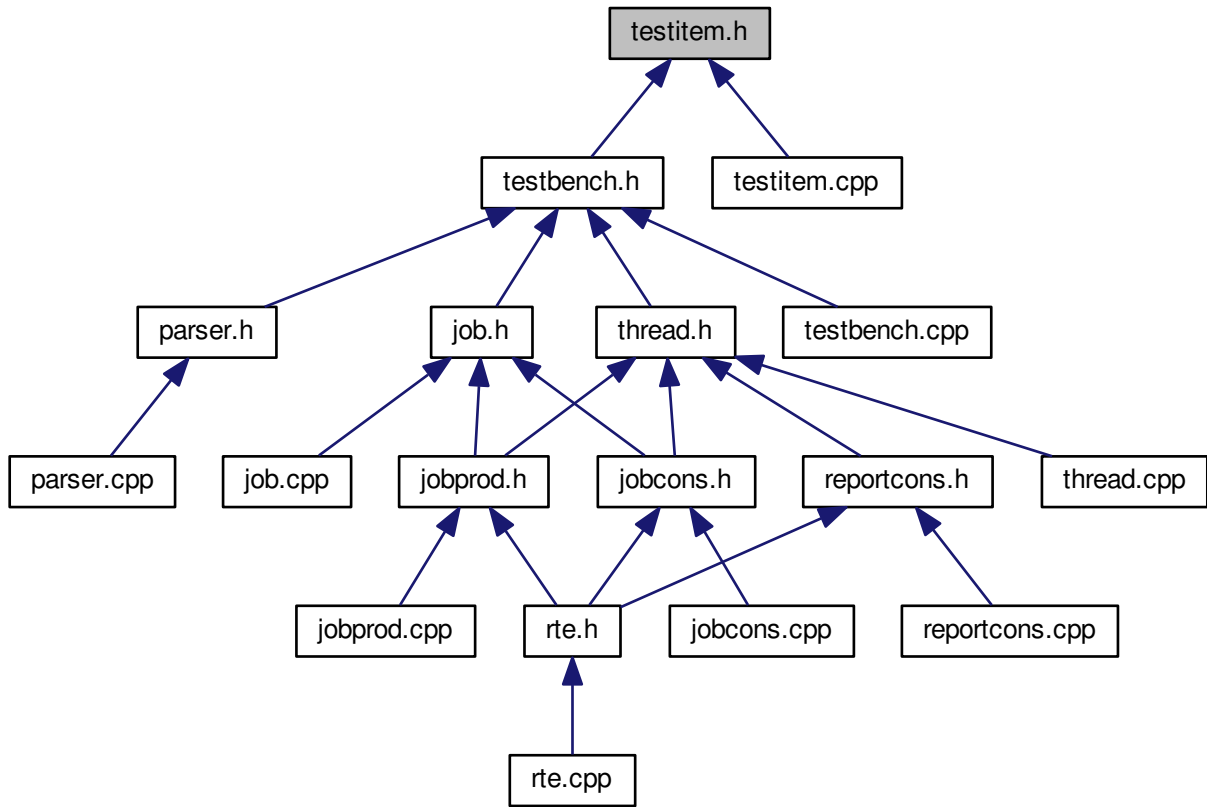 testitem.h
testbench.h
testitem.cpp
parser.h
job.h
thread.h
testbench.cpp
parser.cpp
job.cpp
jobprod.h
jobcons.h
reportcons.h
thread.cpp
jobprod.cpp
rte.h
jobcons.cpp
reportcons.cpp
rte.cpp